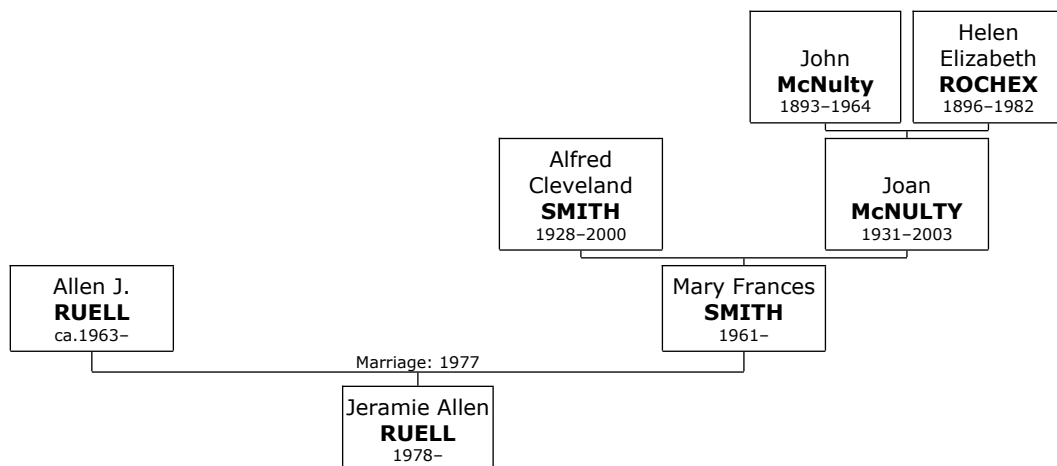 John
McNulty
1893–1964
Helen
Elizabeth
ROCHEX
1896–1982
Alfred
Cleveland
SMITH
1928–2000
Joan
McNULTY
1931–2003
Allen J.
RUELL
ca.1963–
Mary Frances
SMITH
1961–
Marriage: 1977
Jeramie Allen
RUELL
1978–